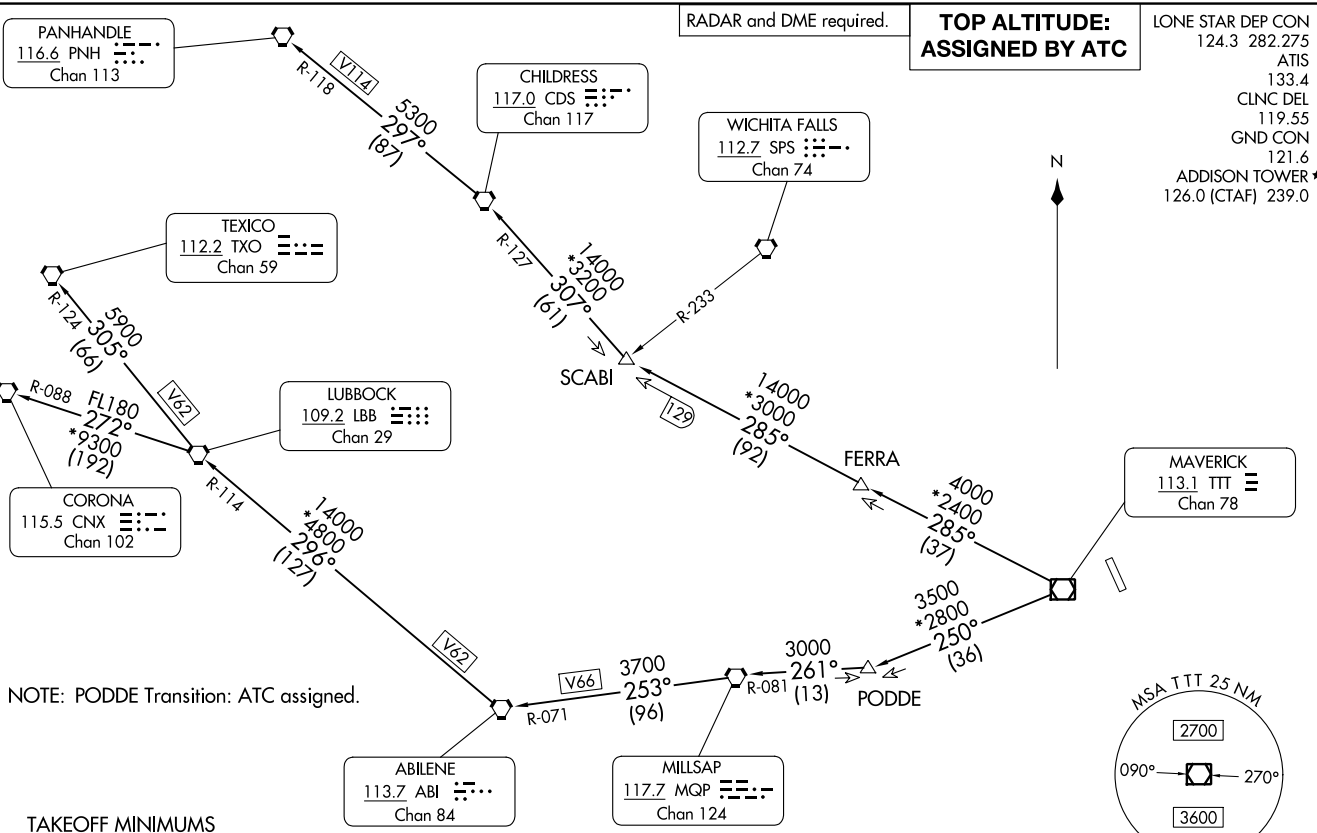 RADAR and DME required.
TOP ALTITUDE:
ASSIGNED BY ATC
LONE STAR DEP CON
124.3 282.275
ATIS
133.4
CLNC DEL
119.55
GND CON
121.6
ADDISON TOWER★
126.0 (CTAF) 239.0
PANHANDLE
116.6 PNH
Chan 113
V114
R-118
5300
297°
(87)
CHILDRESS
117.0 CDS
Chan 117
WICHITA FALLS
112.7 SPS
Chan 74
N
TEXICO
112.2 TXO
Chan 59
R-127
14000
*3200
307°
(61)
R-233
SCABI
129
R-124
5900
305°
(66)
V62
R-088
FL180
272°
*9300
(192)
LUBBOCK
109.2 LBB
Chan 29
14000
*3000
285°
(92)
FERRA
4000
*2400
285°
(37)
MAVERICK
113.1 TTT
Chan 78
CORONA
115.5 CNX
Chan 102
R-114
14000
*4800
296°
(127)
V62
3500
*2800
250°
(36)
PODDE
3000
261°
(13)
R-081
V66
3700
253°
(96)
R-071
NOTE: PODDE Transition: ATC assigned.
ABILENE
113.7 ABI
Chan 84
MILLSAP
117.7 MQP
Chan 124
MSA TTT 25 NM
2700
090°
270°
3600
TAKEOFF MINIMUMS